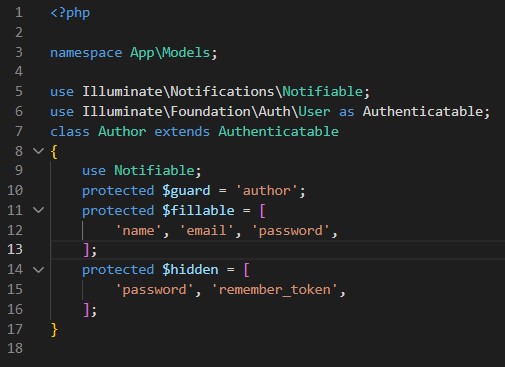 1 <?php
2
3 namespace App\Models;
4
5 use Illuminate\Notifications\Notifiable;
6 use Illuminate\Foundation\Auth\User as Authenticatable;
7 class Author extends Authenticatable
8 {
9     use Notifiable;
10     protected $guard = 'author';
11     protected $fillable = [
12         'name', 'email', 'password',
13     ];
14     protected $hidden = [
15         'password', 'remember_token',
16     ];
17 }
18